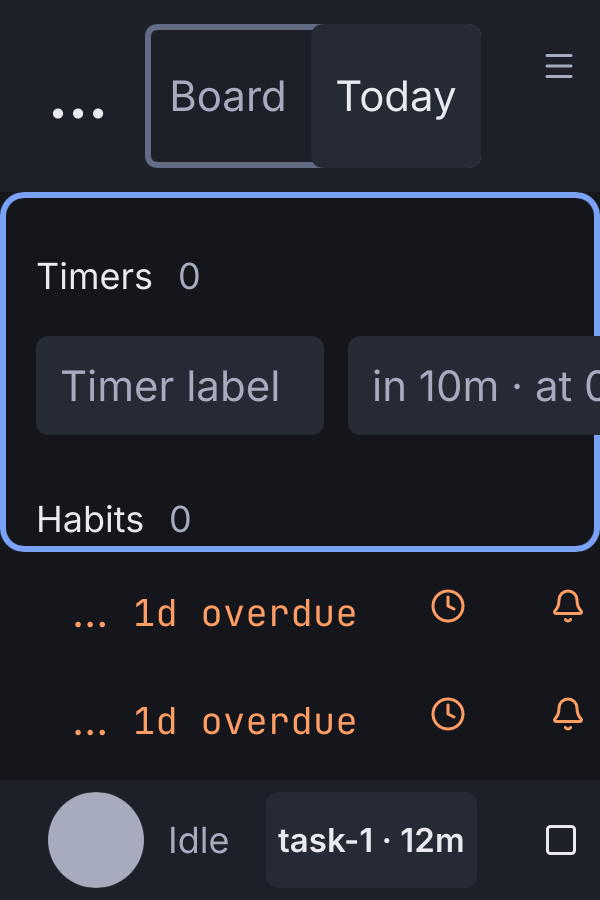 ... Board Today
Timers 0
Timer label in 10m · at
Habits 0
... 1d overdue
... 1d overdue
Idle task-1 · 12m